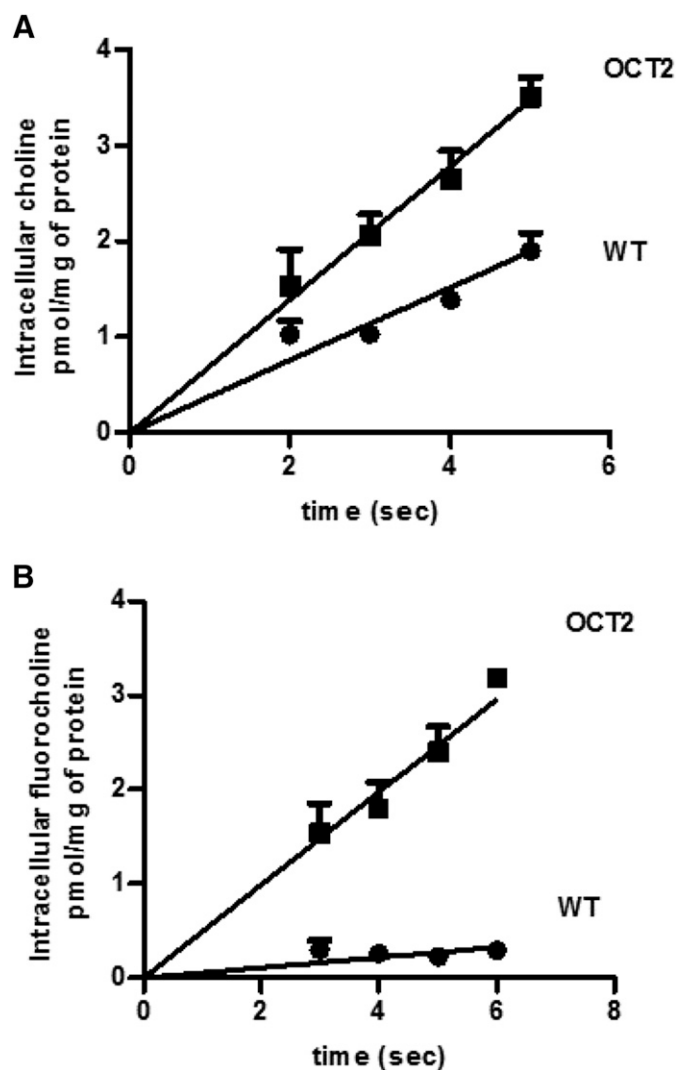 A
Intracellular choline
pmol/mg of protein
4
3
2
1
0
0 2 4 6
time (sec)
OCT2
WT
B
Intracellular fluorocholine
pmol/mg of protein
4
3
2
1
0
0 2 4 6 8
time (sec)
OCT2
WT